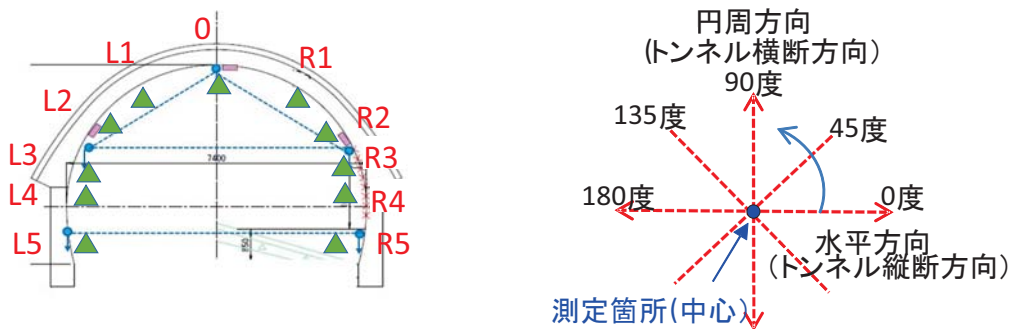 0
L1
R1
L2
R2
L3
R3
7400
L4
R4
L5
R5
850
円周方向
(トンネル横断方向)
90度
135度
45度
180度
0度
水平方向
(トンネル縦断方向)
測定箇所(中心)